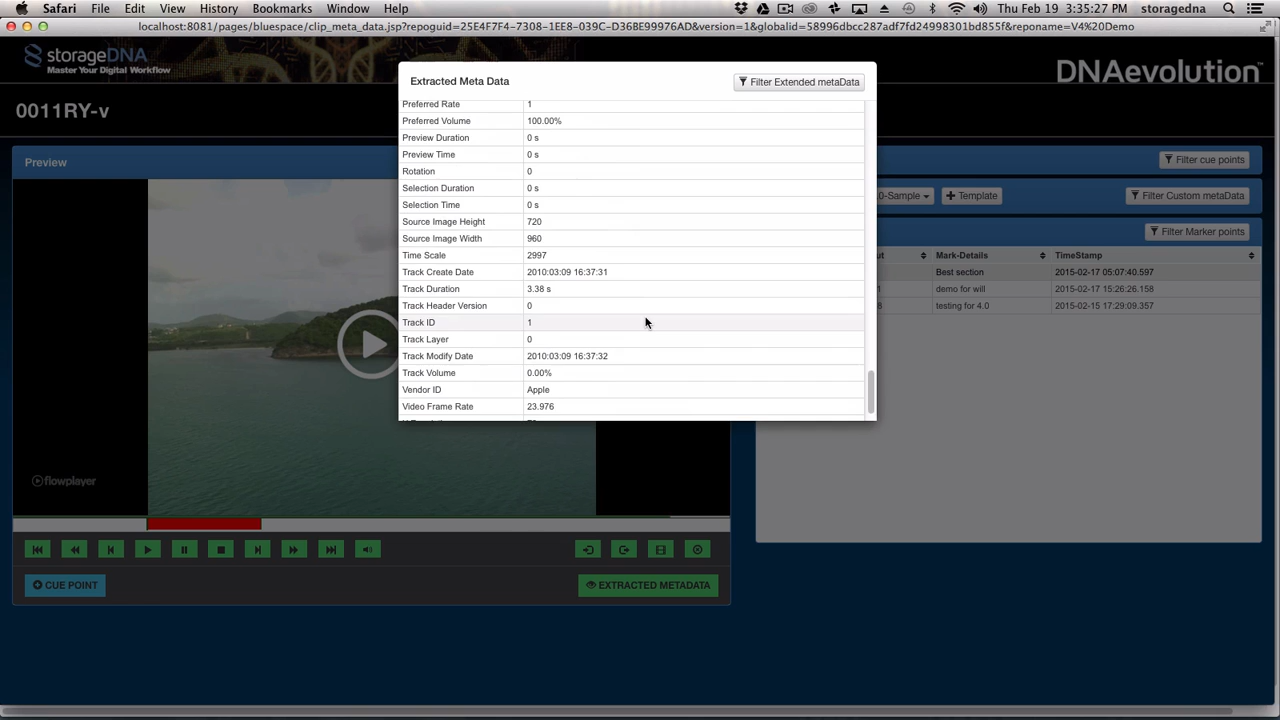 Safari File Edit View History Bookmarks Window Help Thu Feb 19 3:35:27 PM storagedna
localhost:8081/pages/bluespace/clip_meta_data.jsp?repoguid=25E4F7F4-7308-1EE8-039C-D36BE99976AD&version=1&globalid=58996dbcc287adf7fd24998301bd855f&reponame=V4%20Demo
storageDNA
Master Your Digital Workflow
DNAevolution™
0011RY-v
Extracted Meta Data Filter Extended metaData
Preferred Rate 1
Preferred Volume 100.00%
Preview Duration 0 s
Preview Time 0 s
Rotation 0
Selection Duration 0 s
Selection Time 0 s
Source Image Height 720
Source Image Width 960
Time Scale 2997
Track Create Date 2010:03:09 16:37:31
Track Duration 3.38 s
Track Header Version 0
Track ID 1
Track Layer 0
Track Modify Date 2010:03:09 16:37:32
Track Volume 0.00%
Vendor ID Apple
Video Frame Rate 23.976
Preview
flowplayer
CUE POINT
EXTRACTED METADATA
Filter cue points
0-Sample Template Filter Custom metaData
Filter Marker points
ut Mark-Details TimeStamp
Best section 2015-02-17 05:07:40.597
1 demo for will 2015-02-17 15:26:26.158
8 testing for 4.0 2015-02-15 17:29:09.357